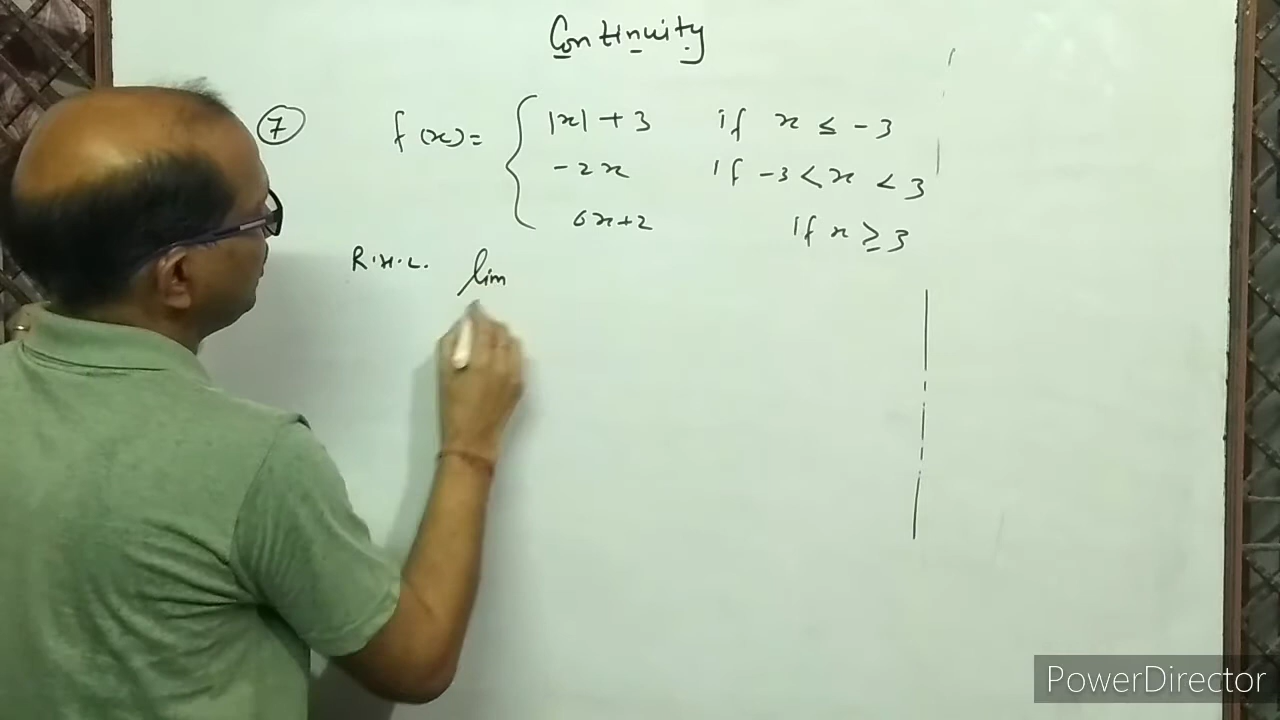 Continuity
7 f(x)= { |x| + 3 if x ≤ -3
-2x if -3 < x < 3
6x+2 if x ≥ 3
R.H.L. lim
PowerDirector